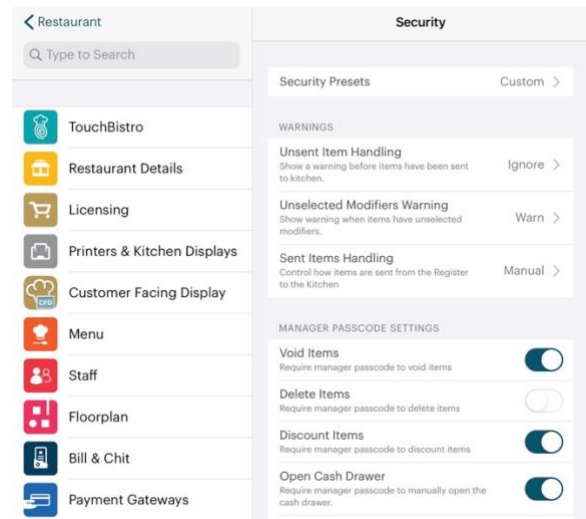 Restaurant
Type to Search
TouchBistro
Restaurant Details
Licensing
Printers & Kitchen Displays
CFD
Customer Facing Display
Menu
Staff
Floorplan
Bill & Chit
Payment Gateways
Security
Security Presets Custom
WARNINGS
Unsent Item Handling
Show a warning before items have been sent
to kitchen.
Ignore
Unselected Modifiers Warning
Show warning when items have unselected
modifiers.
Warn
Sent Items Handling
Control how items are sent from the Register
to the Kitchen
Manual
MANAGER PASSCODE SETTINGS
Void Items
Require manager passcode to void items
Delete Items
Require manager passcode to delete items
Discount Items
Require manager passcode to discount items
Open Cash Drawer
Require manager passcode to manually open the
cash drawer.